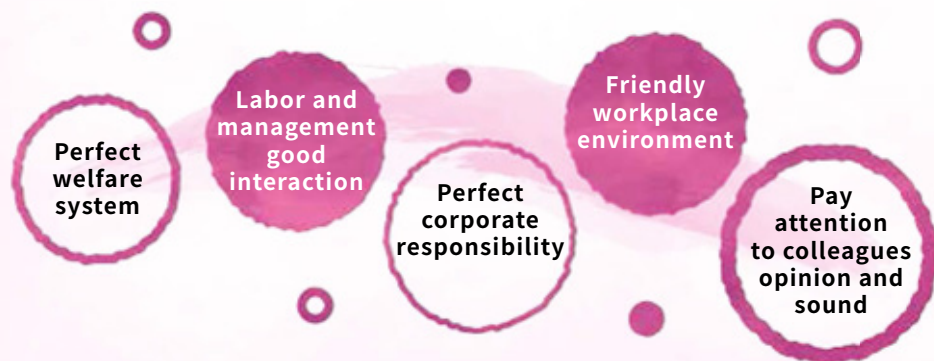 Perfect
welfare
system
Labor and
management
good
interaction
Perfect
corporate
responsibility
Friendly
workplace
environment
Pay
attention
to colleagues
opinion and
sound